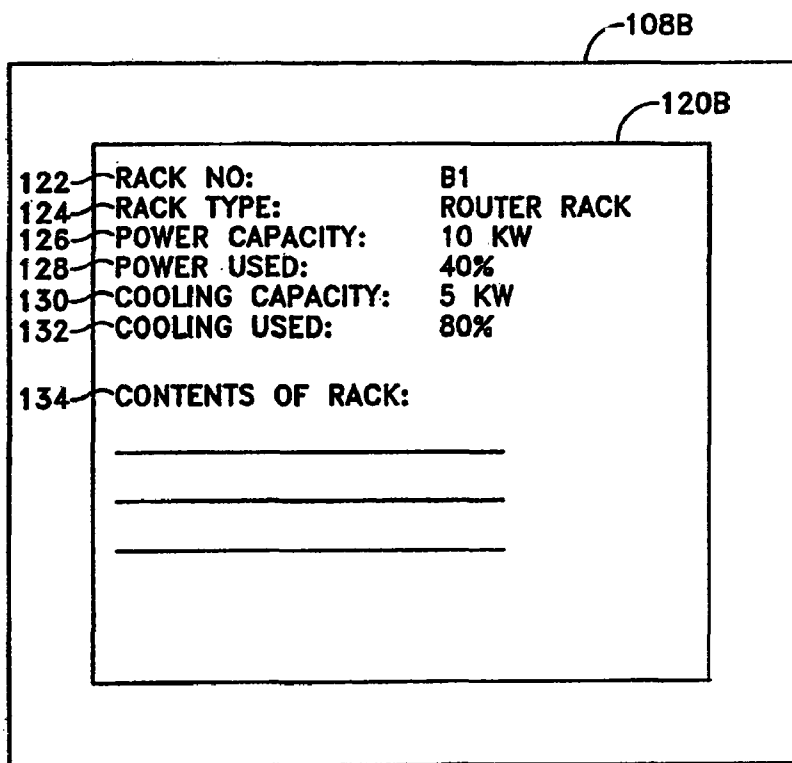 108B
120B
122 RACK NO: B1
124 RACK TYPE: ROUTER RACK
126 POWER CAPACITY: 10 KW
128 POWER USED: 40%
130 COOLING CAPACITY: 5 KW
132 COOLING USED: 80%
134 CONTENTS OF RACK: